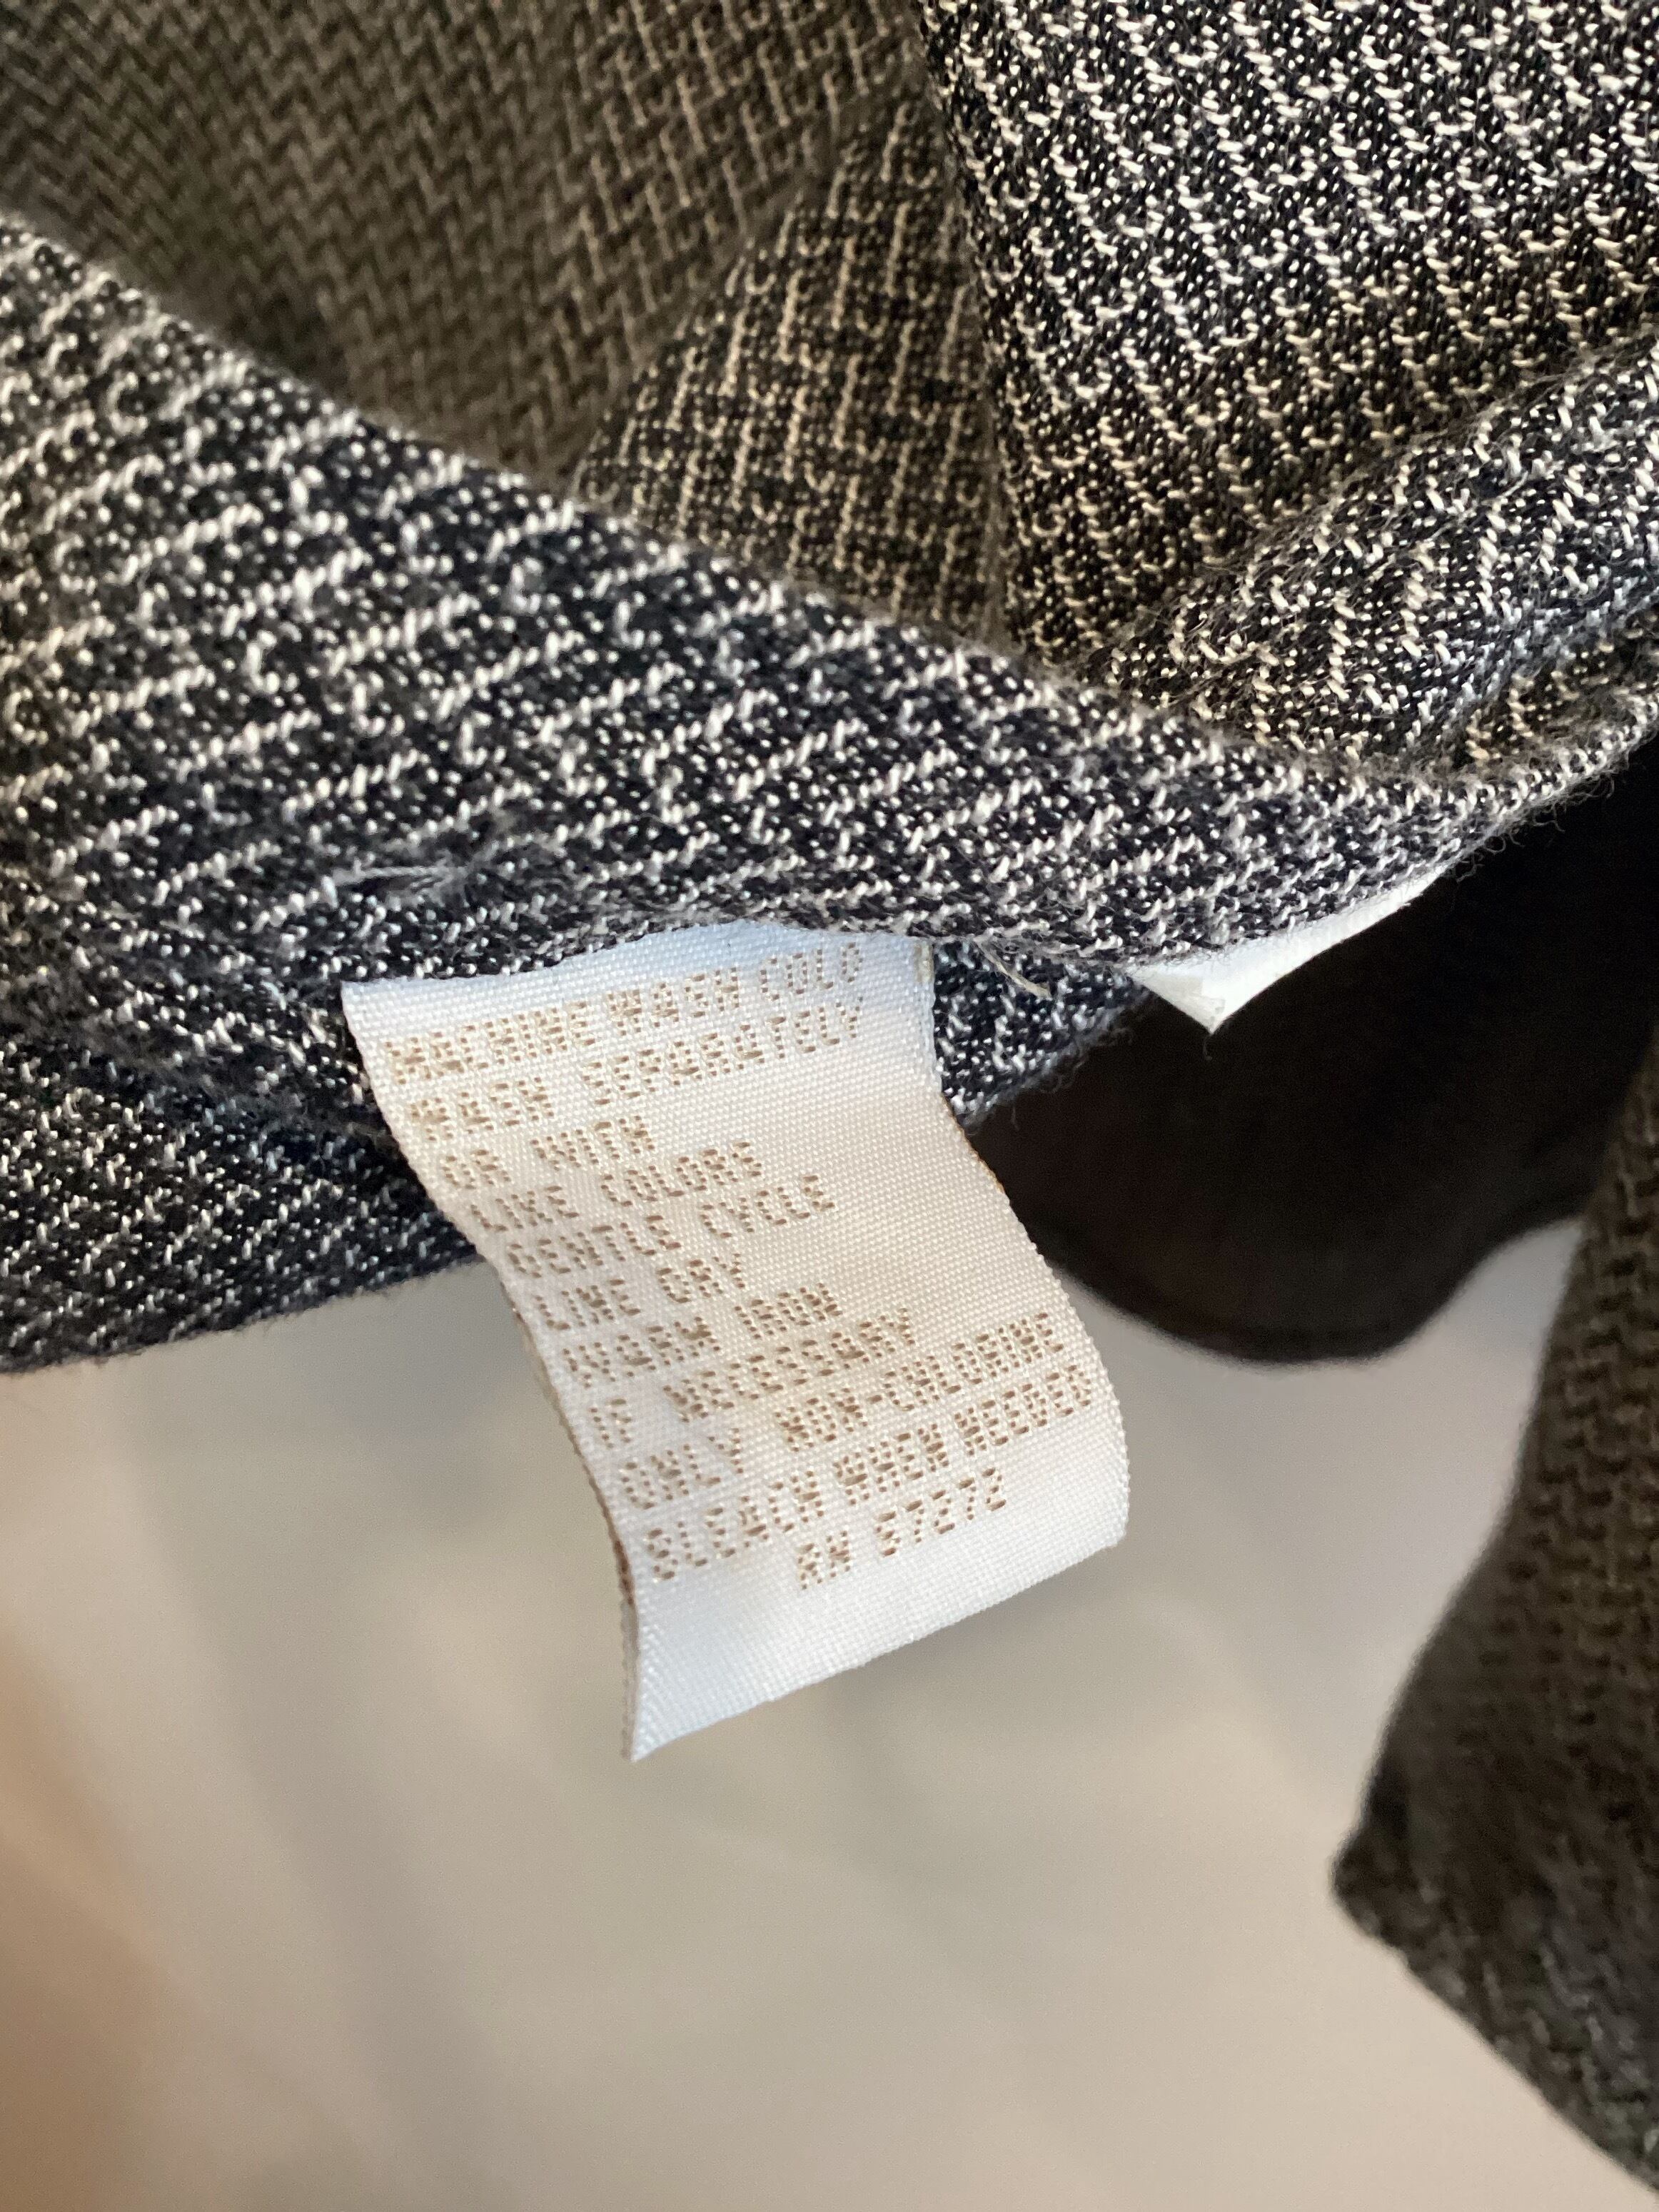 MACHINE WASH COLD
WASH SEPARATELY
OR WITH
LIKE COLORS
GENTLE CYCLE
LINE DRY
WARM IRON
IF NECESSARY
ONLY NON-CHLORINE
BLEACH WHEN NEEDED
RN 57272